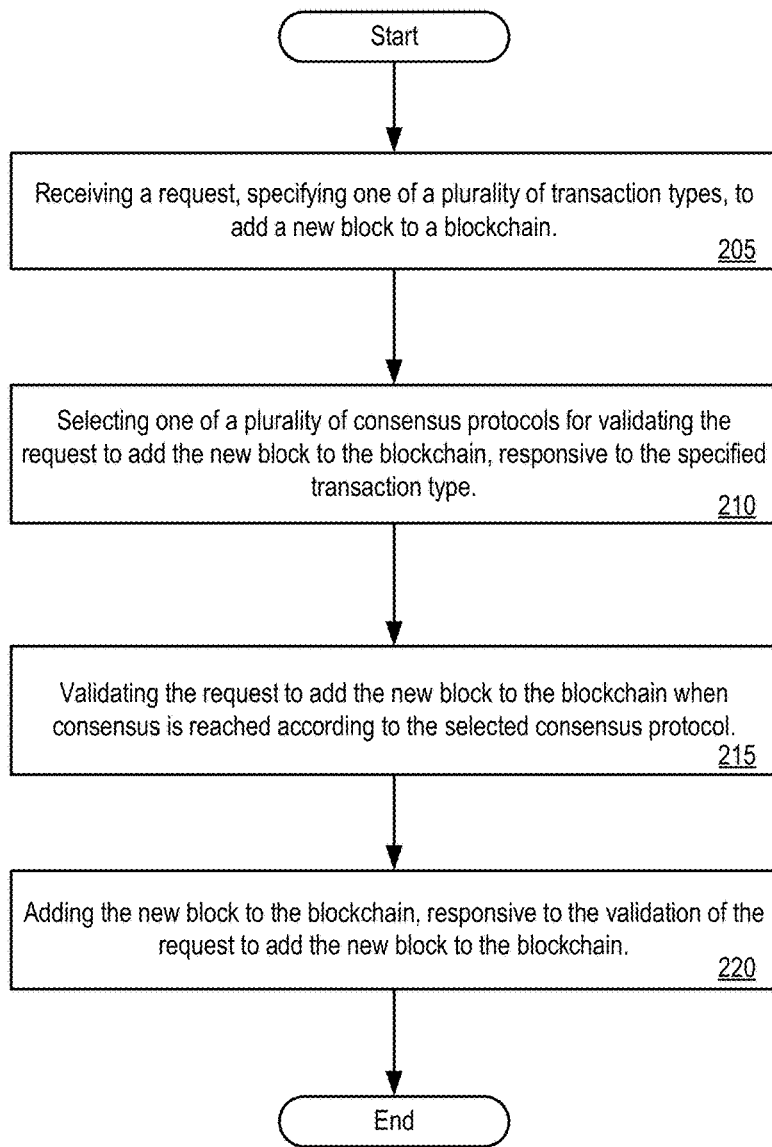 Start
Receiving a request, specifying one of a plurality of transaction types, to
add a new block to a blockchain.
205
Selecting one of a plurality of consensus protocols for validating the
request to add the new block to the blockchain, responsive to the specified
transaction type.
210
Validating the request to add the new block to the blockchain when
consensus is reached according to the selected consensus protocol.
215
Adding the new block to the blockchain, responsive to the validation of the
request to add the new block to the blockchain.
220
End